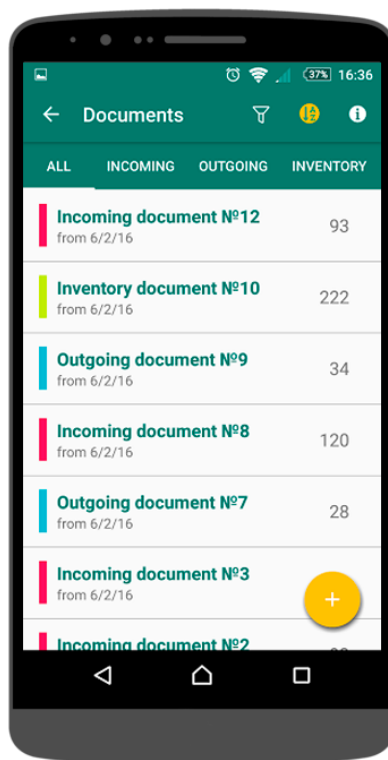 37% 16:36
Documents
ALL INCOMING OUTGOING INVENTORY
Incoming document №12
from 6/2/16
93
Inventory document №10
from 6/2/16
222
Outgoing document №9
from 6/2/16
34
Incoming document №8
from 6/2/16
120
Outgoing document №7
from 6/2/16
28
Incoming document №3
from 6/2/16
Incoming document №2